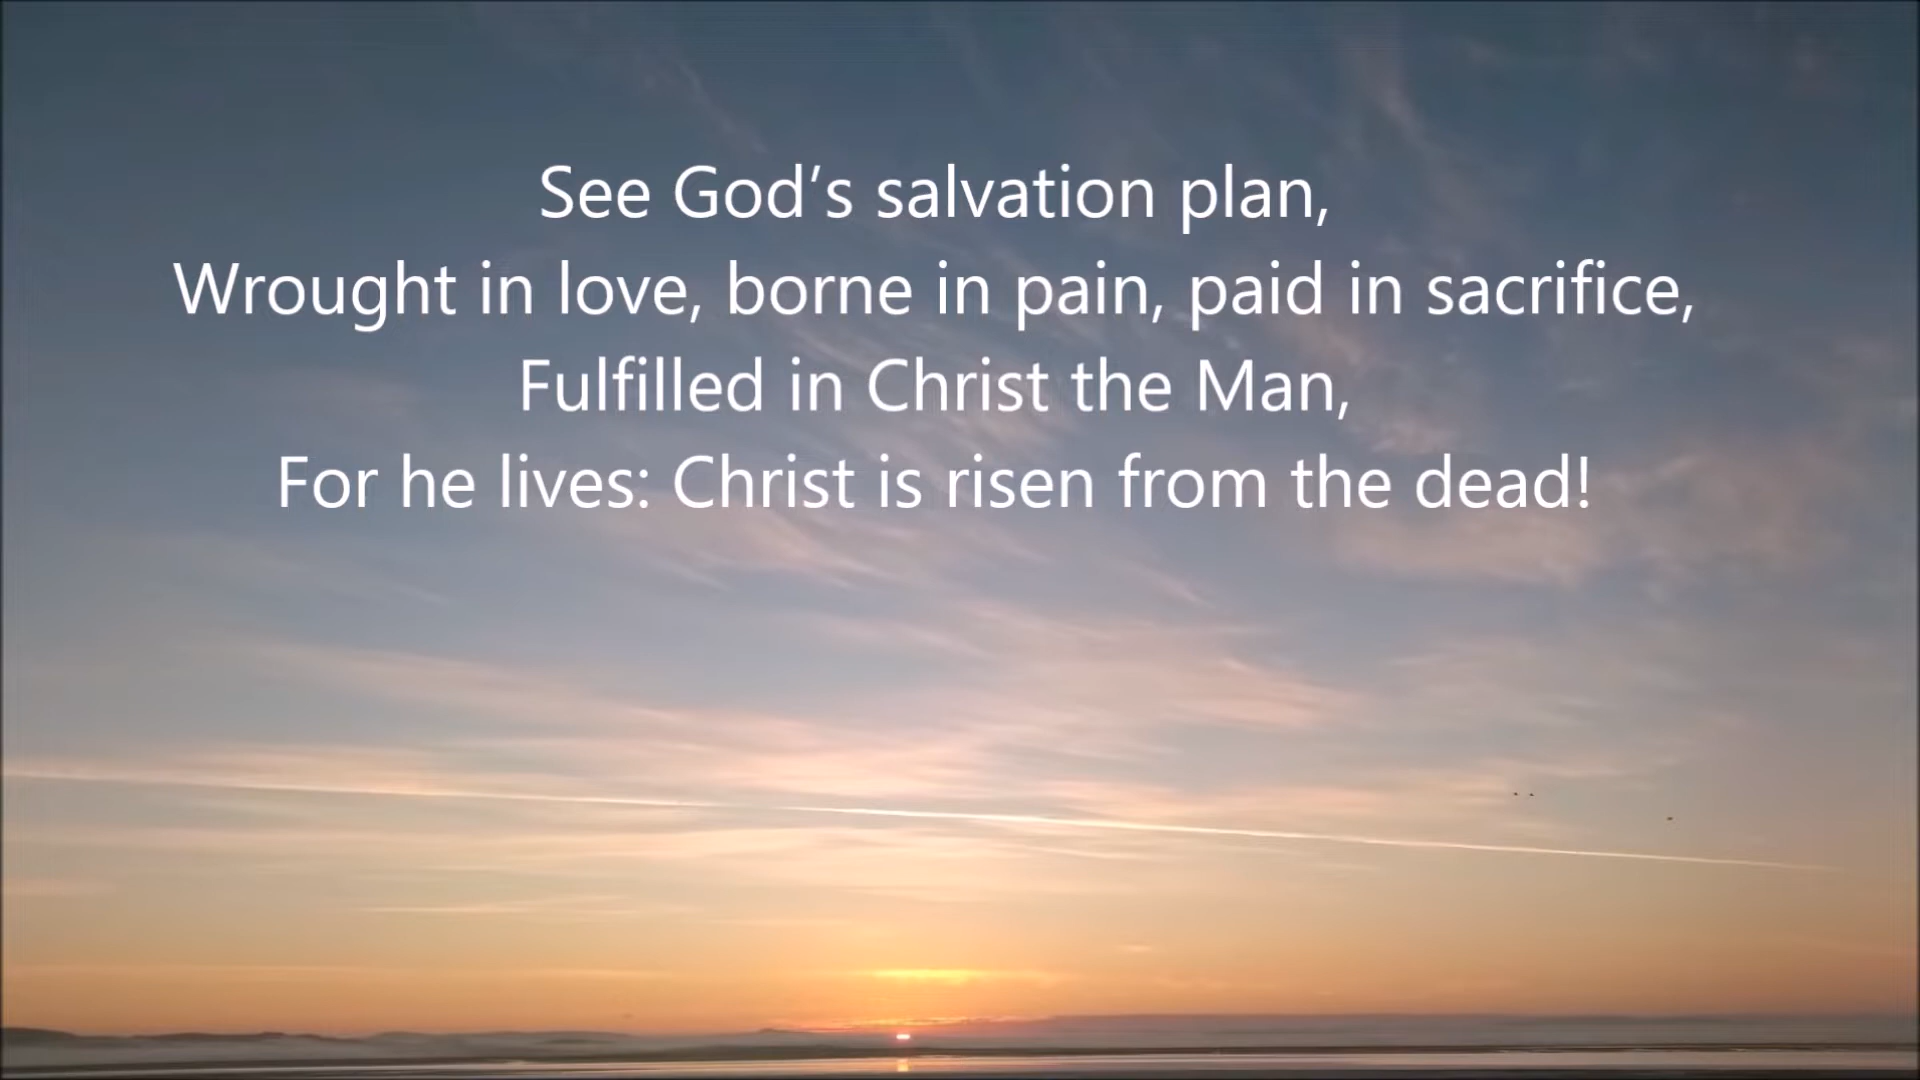 See God’s salvation plan,
Wrought in love, borne in pain, paid in sacrifice,
Fulfilled in Christ the Man,
For he lives: Christ is risen from the dead!